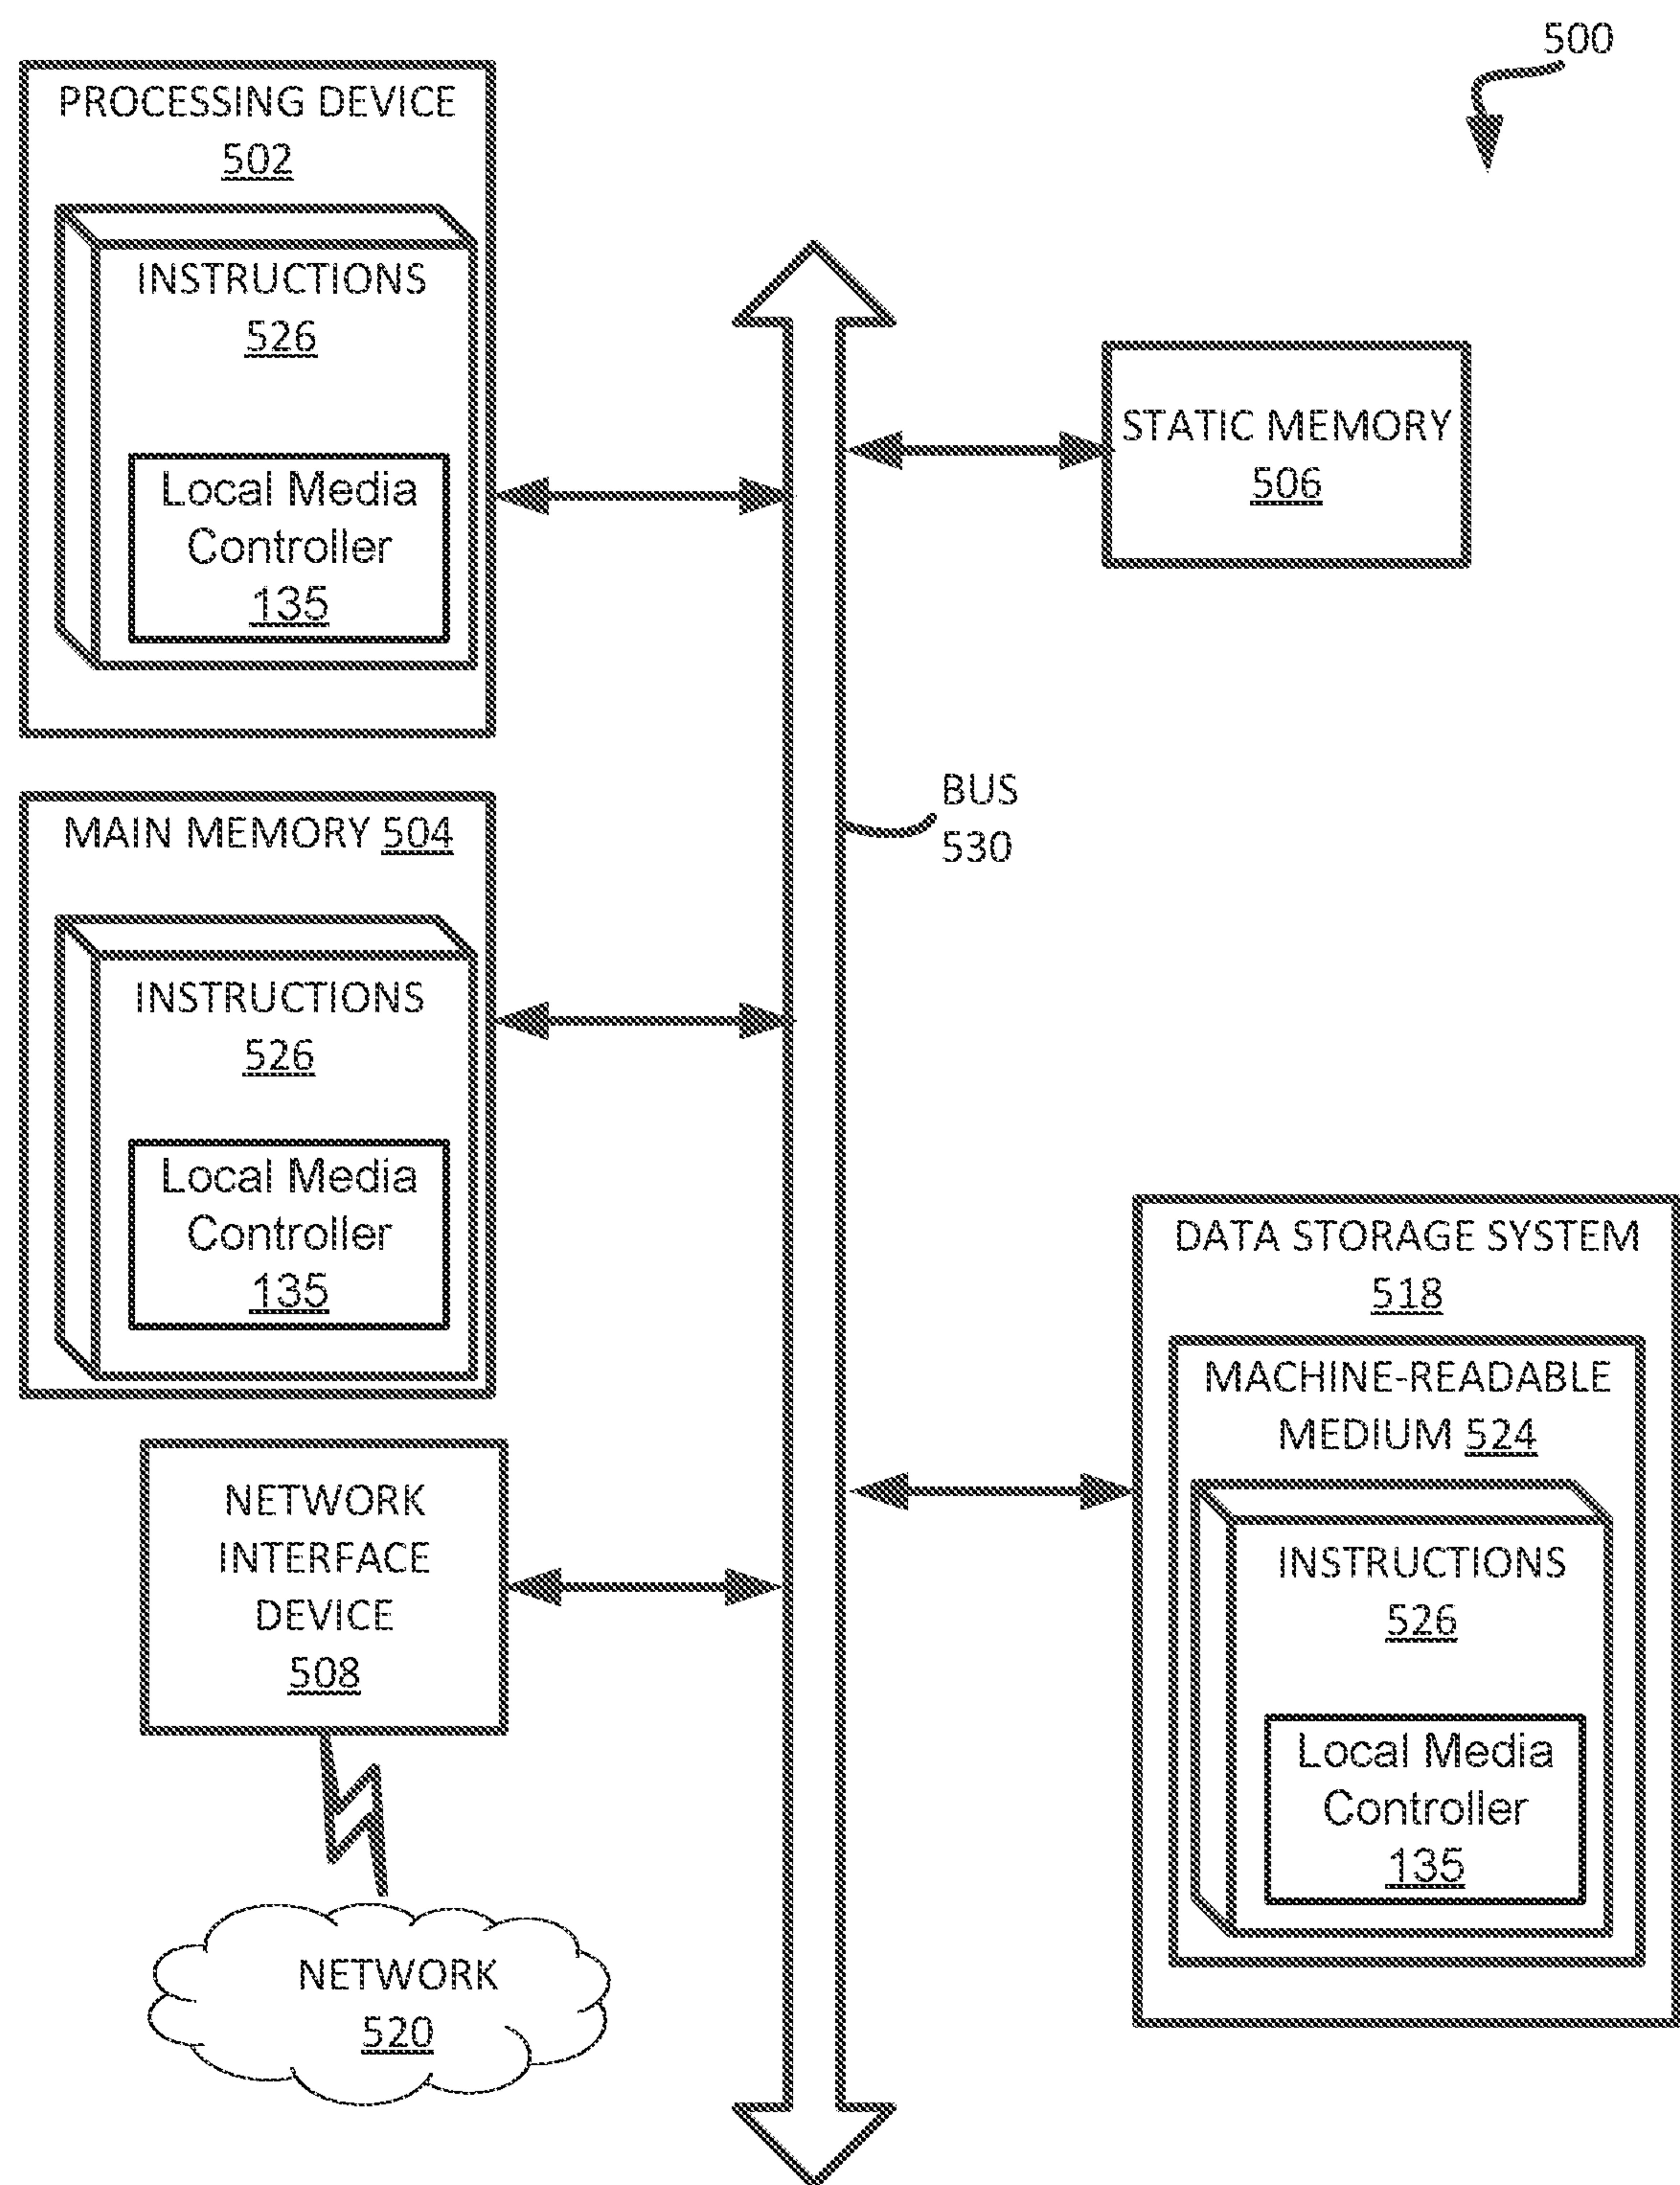 500
PROCESSING DEVICE
502
INSTRUCTIONS
526
Local Media
Controller
135
STATIC MEMORY
506
BUS
530
MAIN MEMORY 504
INSTRUCTIONS
526
Local Media
Controller
135
DATA STORAGE SYSTEM
518
MACHINE-READABLE
MEDIUM 524
INSTRUCTIONS
526
Local Media
Controller
135
NETWORK
INTERFACE
DEVICE
508
NETWORK
520